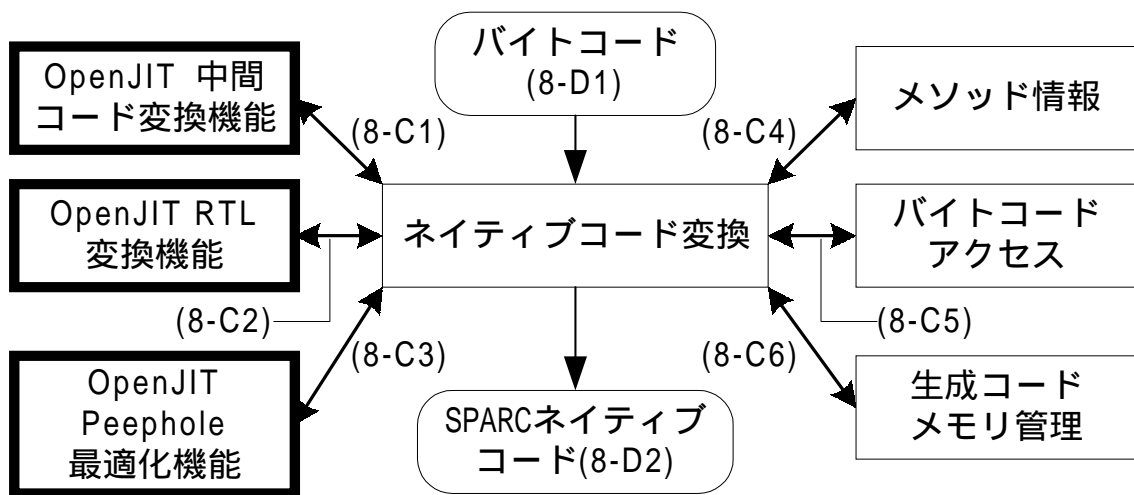 OpenJIT 中間
コード変換機能
バイトコード
(8-D1)
メソッド情報
(8-C1)
(8-C4)
OpenJIT RTL
変換機能
ネイティブコード変換
バイトコード
アクセス
(8-C2)
(8-C5)
(8-C3)
(8-C6)
OpenJIT
Peephole
最適化機能
SPARCネイティブ
コード(8-D2)
生成コード
メモリ管理